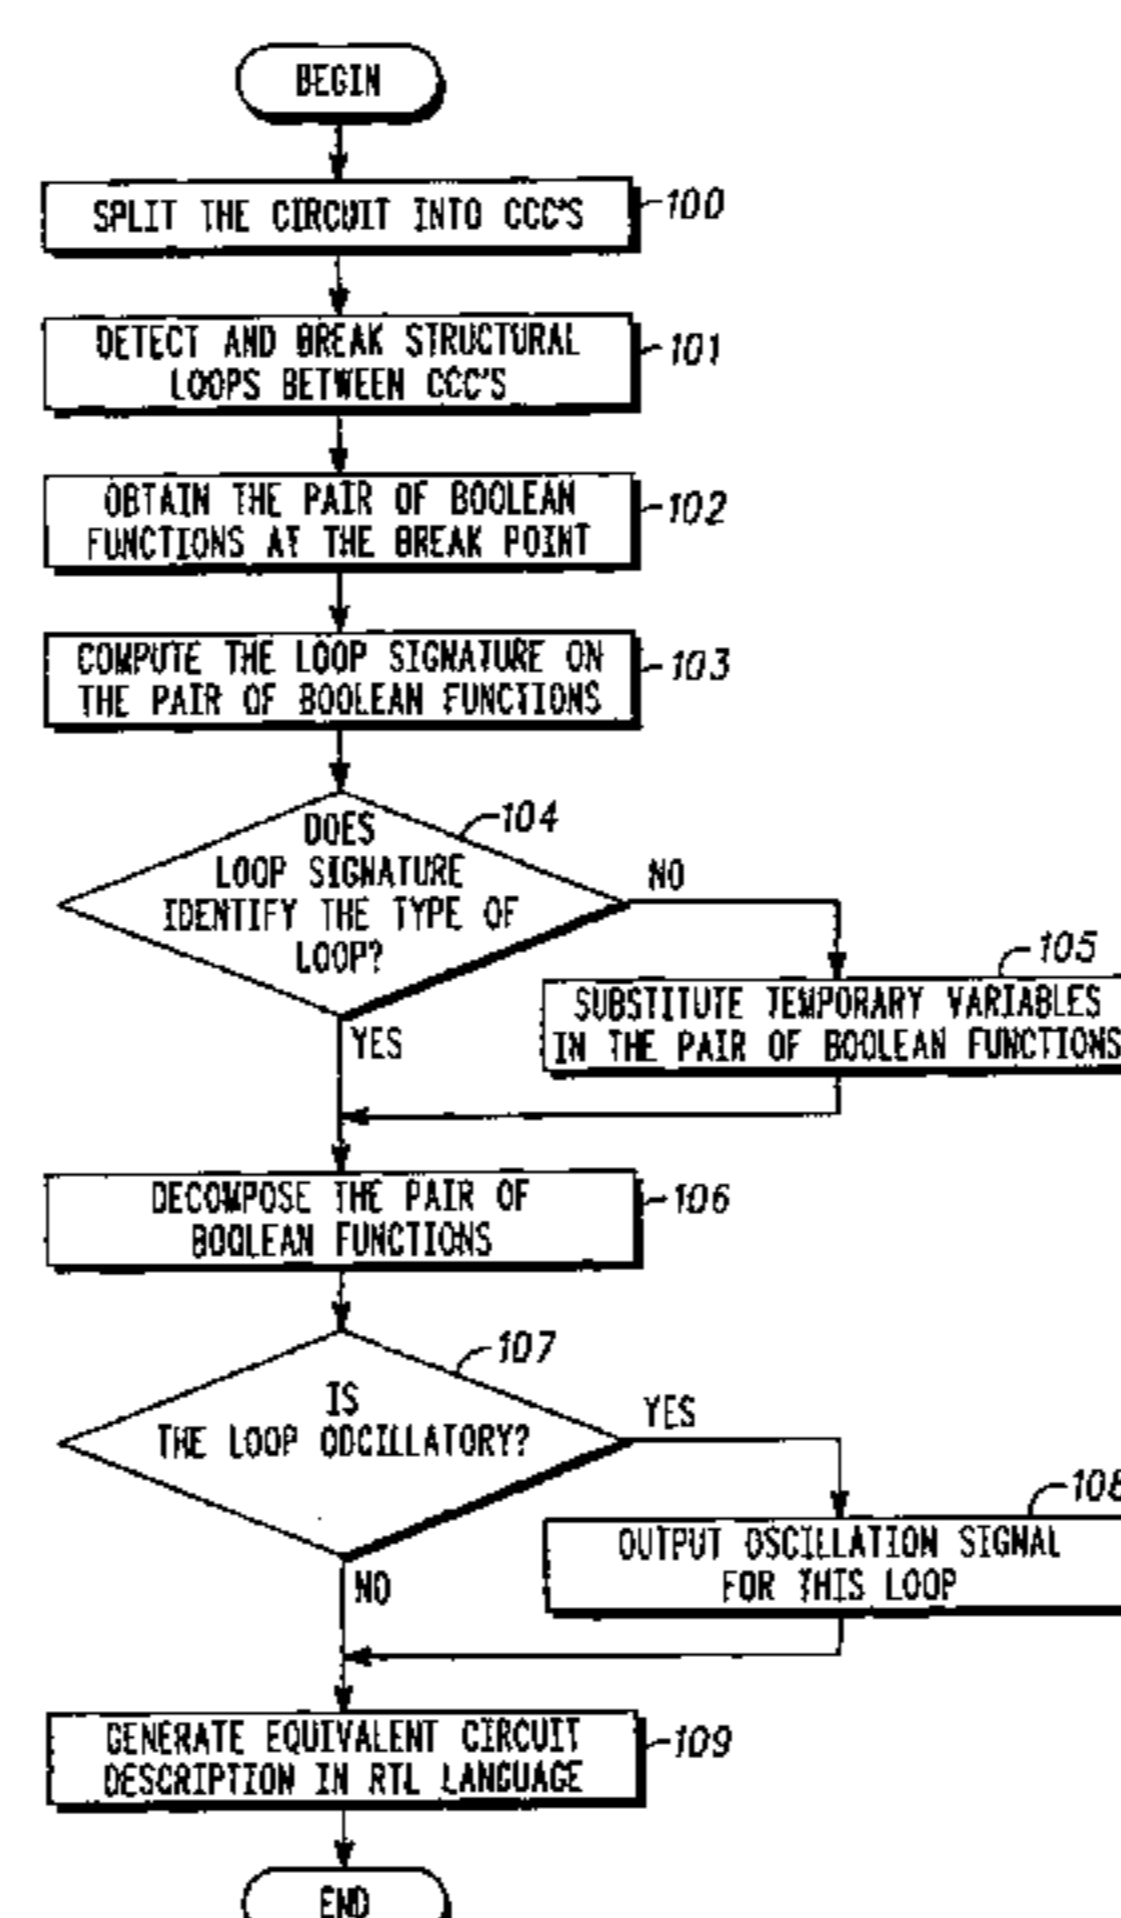 BEGIN
SPLIT THE CIRCUIT INTO CCC'S
100
DETECT AND BREAK STRUCTURAL
LOOPS BETWEEN CCC'S
101
OBTAIN THE PAIR OF BOOLEAN
FUNCTIONS AT THE BREAK POINT
102
COMPUTE THE LOOP SIGNATURE ON
THE PAIR OF BOOLEAN FUNCTIONS
103
DOES
LOOP SIGNATURE
IDENTIFY THE TYPE OF
LOOP?
104
NO
YES
105
SUBSTITUTE TEMPORARY VARIABLES
IN THE PAIR OF BOOLEAN FUNCTIONS
DECOMPOSE THE PAIR OF
BOOLEAN FUNCTIONS
106
IS
THE LOOP ODCILLATORY?
107
YES
NO
108
OUTPUT OSCILLATION SIGNAL
FOR THIS LOOP
GENERATE EQUIVALENT CIRCUIT
DESCRIPTION IN RTL LANGUAGE
109
END